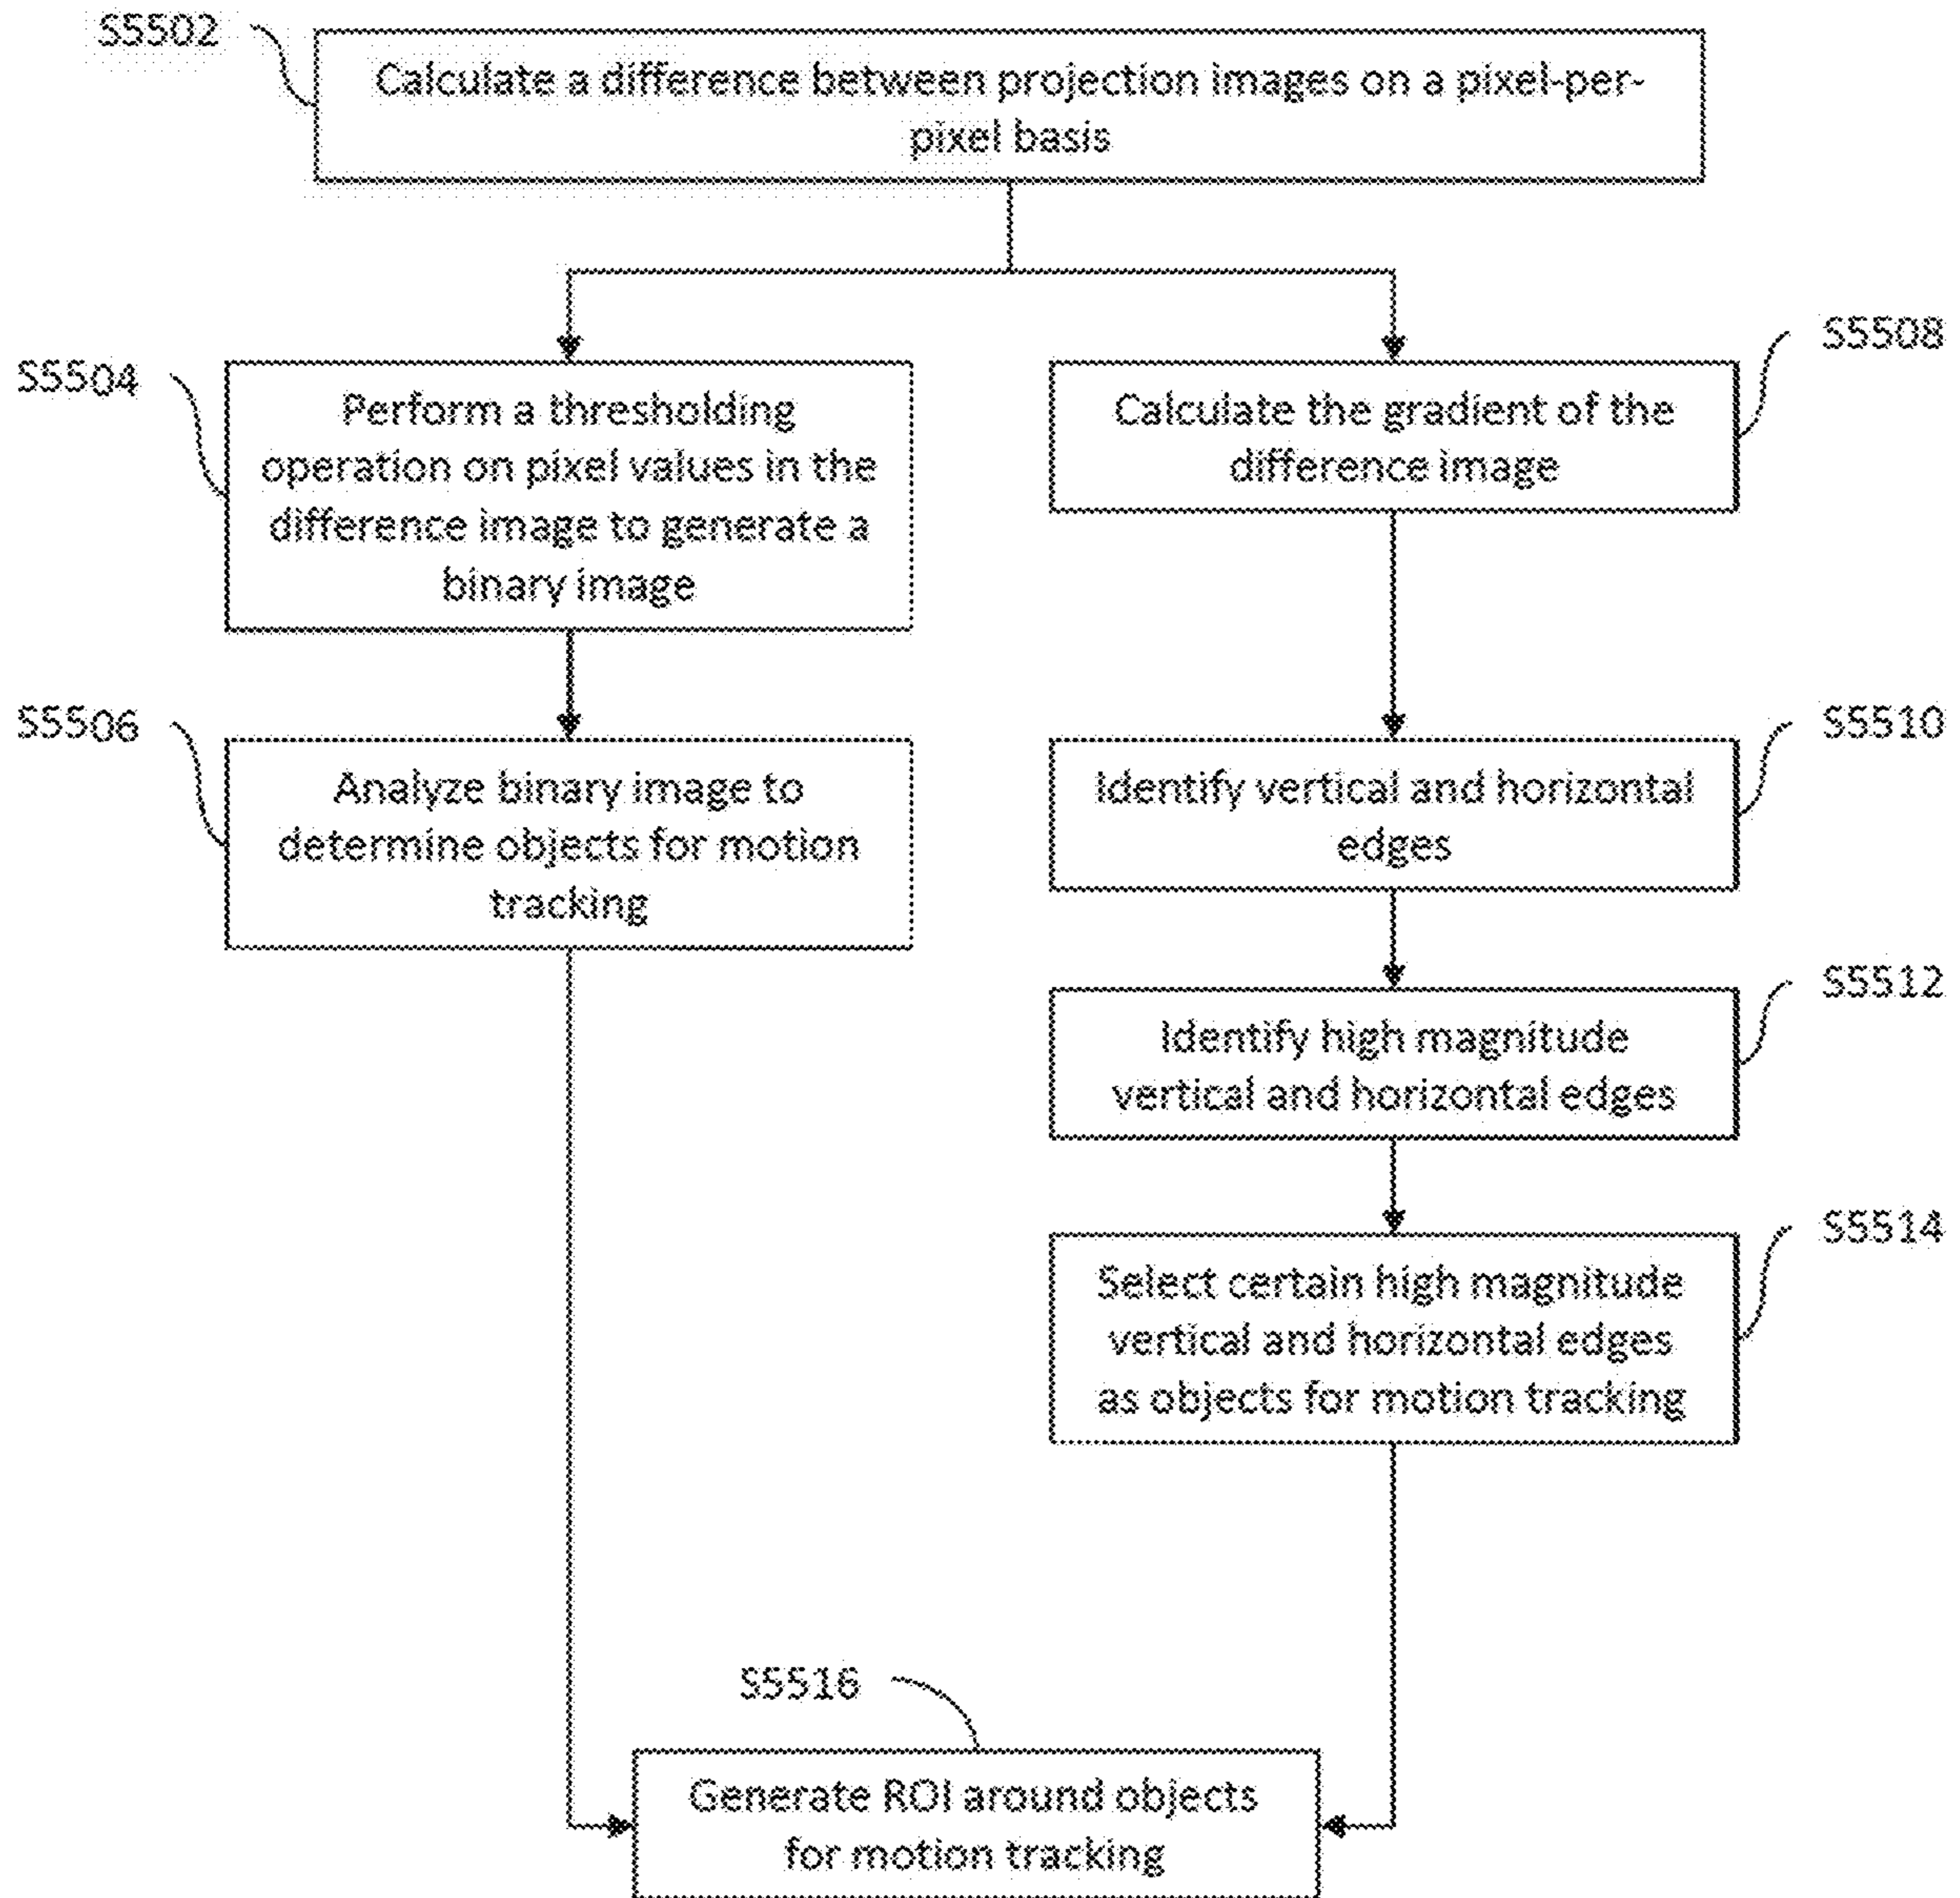 S5502
Calculate a difference between projection images on a pixel-per-
pixel basis
S5504
Perform a thresholding
operation on pixel values in the
difference image to generate a
binary image
S5508
Calculate the gradient of the
difference image
S5506
Analyze binary image to
determine objects for motion
tracking
S5510
Identify vertical and horizontal
edges
S5512
Identify high magnitude
vertical and horizontal edges
S5514
Select certain high magnitude
vertical and horizontal edges
as objects for motion tracking
S5516
Generate ROI around objects
for motion tracking